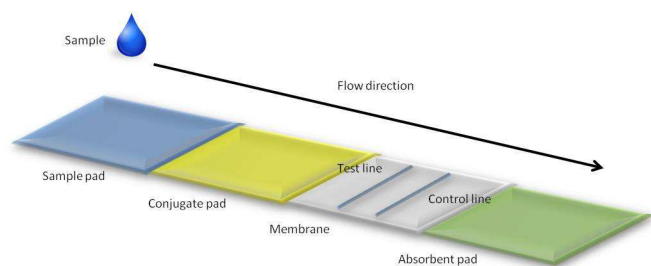 Sample
Flow direction
Test line
Sample pad
Control line
Conjugate pad
Membrane
Absorbent pad